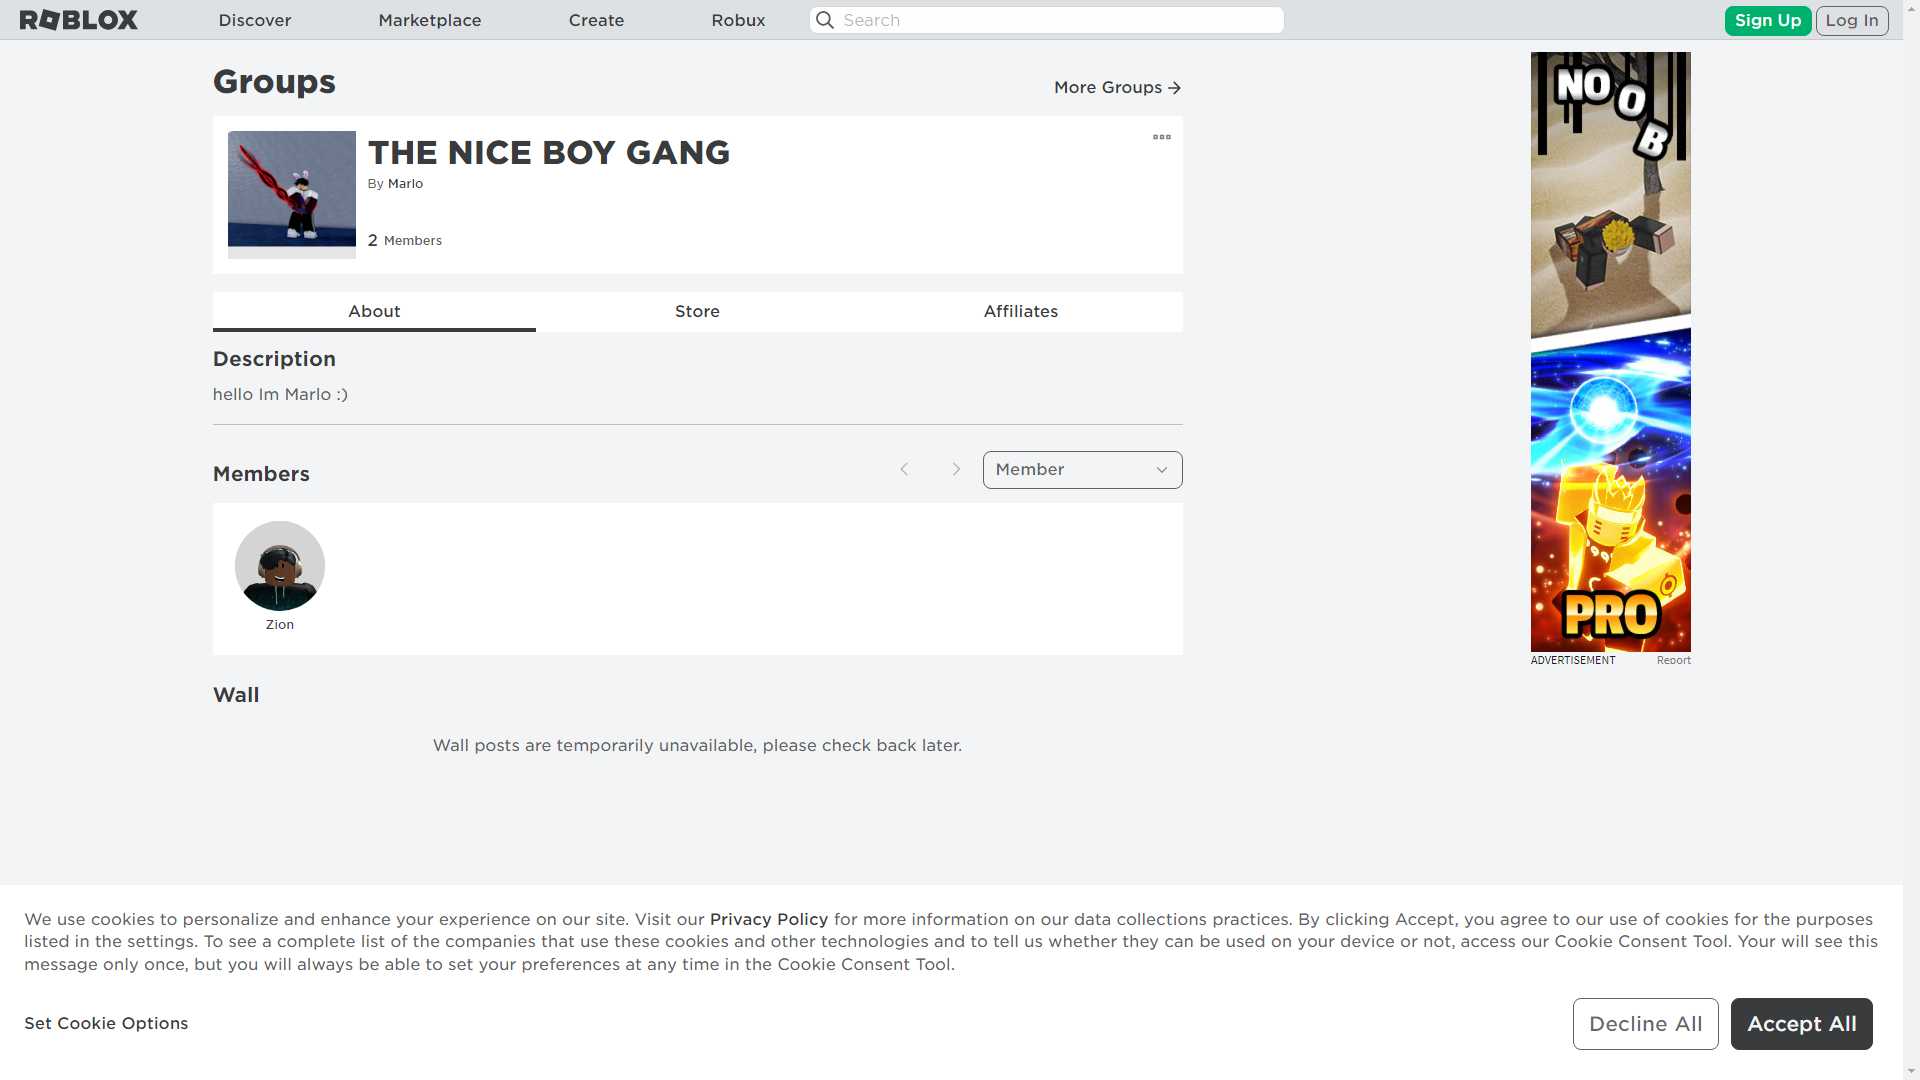 ROBLOX
Discover
Marketplace
Create
Robux
Search
Sign Up
Log In
Groups
More Groups
THE NICE BOY GANG
By Marlo
2 Members
About
Store
Affiliates
Description
hello Im Marlo :)
Members
Member
Zion
Wall
Wall posts are temporarily unavailable, please check back later.
NOOB
PRO
ADVERTISEMENT
Report
We use cookies to personalize and enhance your experience on our site. Visit our Privacy Policy for more information on our data collections practices. By clicking Accept, you agree to our use of cookies for the purposes
listed in the settings. To see a complete list of the companies that use these cookies and other technologies and to tell us whether they can be used on your device or not, access our Cookie Consent Tool. Your will see this
message only once, but you will always be able to set your preferences at any time in the Cookie Consent Tool.
Set Cookie Options
Decline All
Accept All